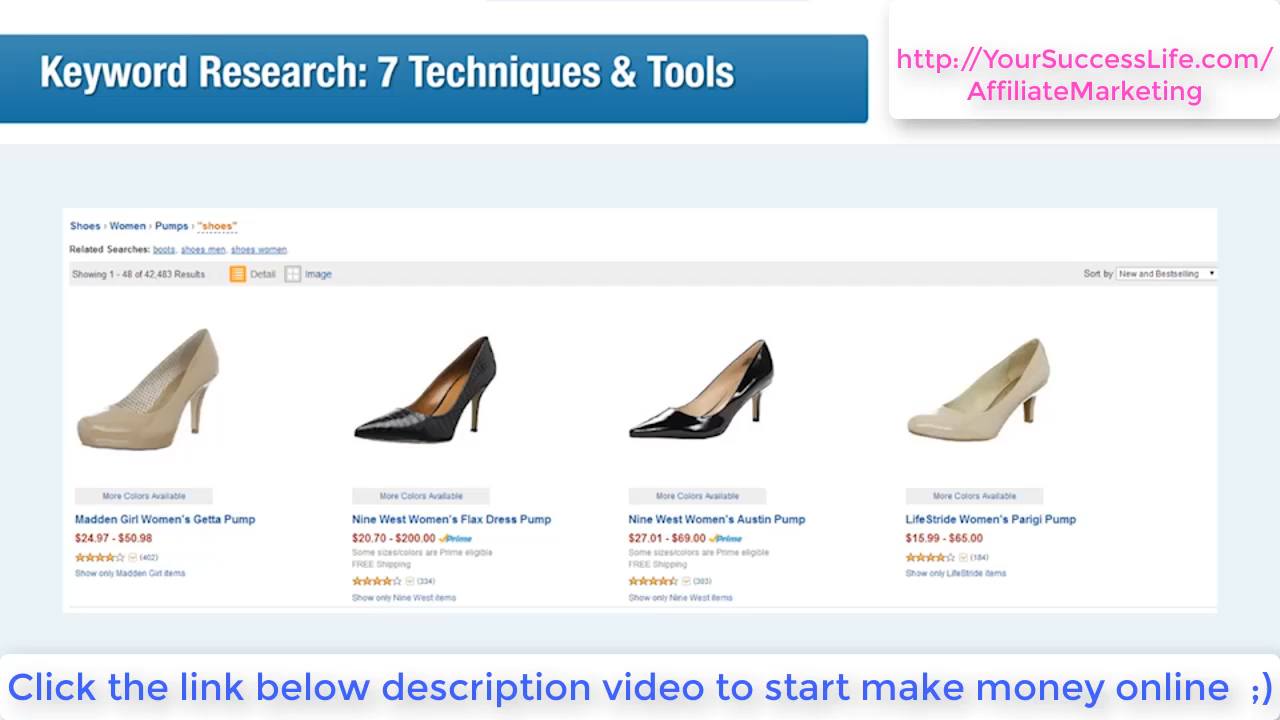 Keyword Research: 7 Techniques & Tools
http://YourSuccessLife.com/
AffiliateMarketing
Shoes › Women › Pumps › "shoes"
Related Searches: boots, shoes men, shoes women.
Showing 1 - 48 of 42,483 Results Detail Image Sort by New and Bestselling
More Colors Available More Colors Available More Colors Available More Colors Available
Madden Girl Women's Getta Pump Nine West Women's Flax Dress Pump Nine West Women's Austin Pump LifeStride Women's Parigi Pump
$24.97 - $50.98 $20.70 - $200.00 Prime $27.01 - $69.00 Prime $15.99 - $65.00
(402) Some sizes/colors are Prime eligible Some sizes/colors are Prime eligible (184)
Show only Madden Girl items FREE Shipping FREE Shipping Show only LifeStride items
(334) (393)
Show only Nine West items Show only Nine West items
Click the link below description video to start make money online ;)